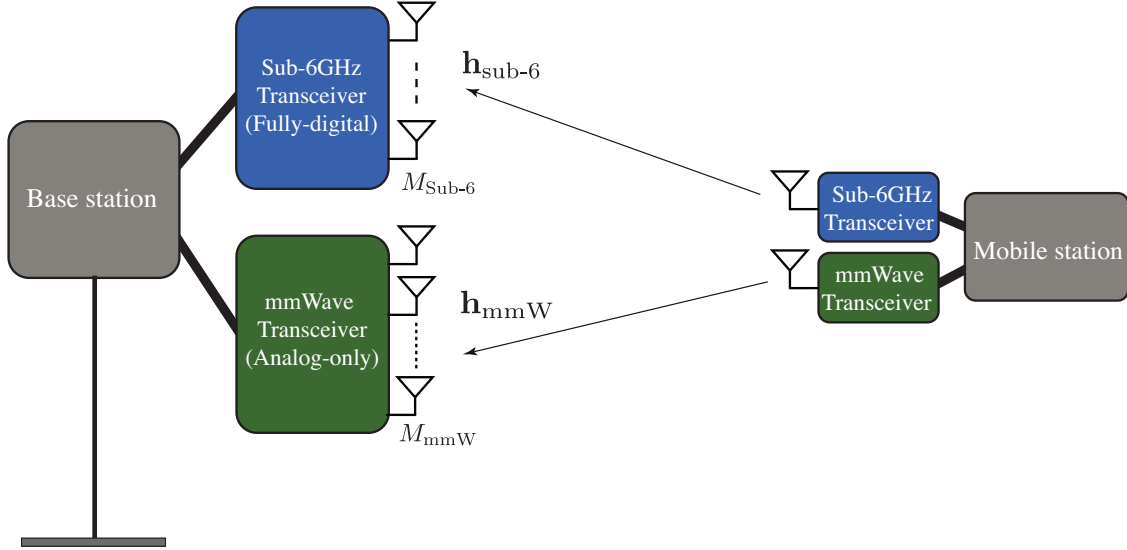 Base station
Sub-6GHz
Transceiver
(Fully-digital)
M_Sub-6
h_sub-6
mmWave
Transceiver
(Analog-only)
M_mmW
h_mmW
Sub-6GHz
Transceiver
mmWave
Transceiver
Mobile station